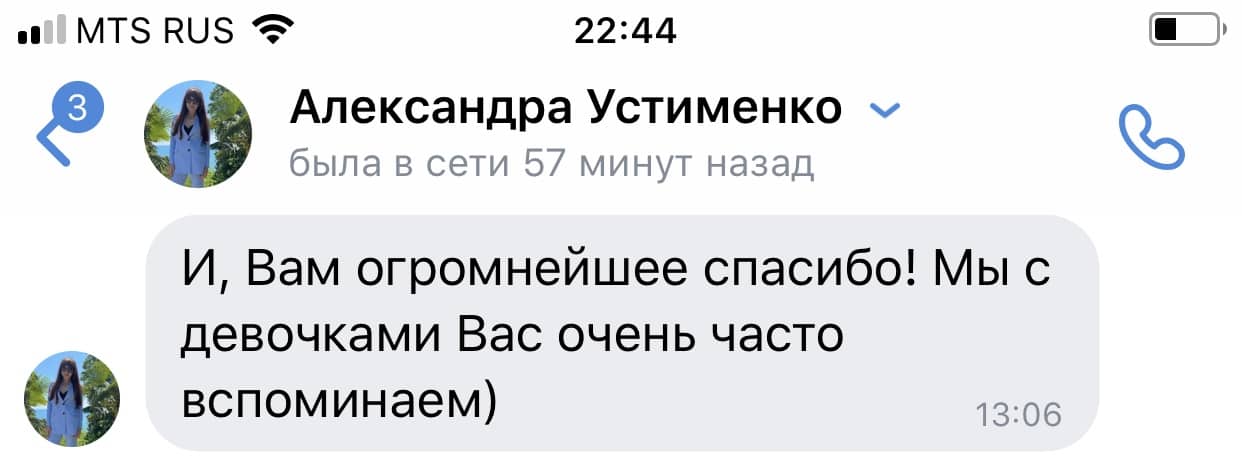 MTS RUS 22:44
3
Александра Устименко
была в сети 57 минут назад
И, Вам огромнейшее спасибо! Мы с
девочками Вас очень часто
вспоминаем)
13:06